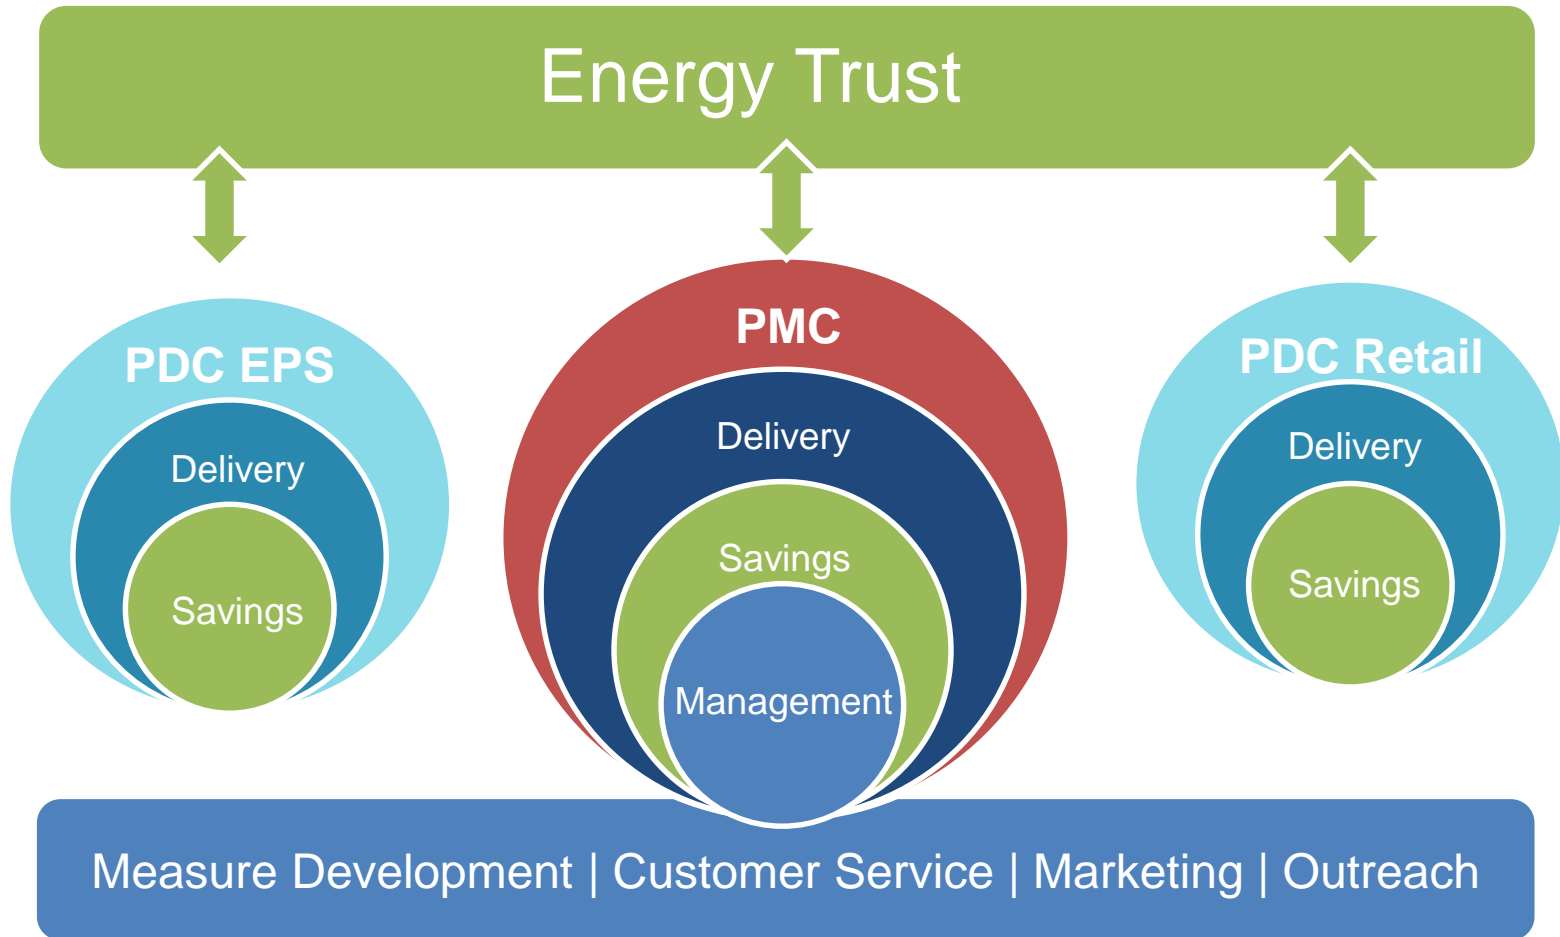 Energy Trust
PDC EPS
Delivery
Savings
PMC
Delivery
Savings
Management
PDC Retail
Delivery
Savings
Measure Development | Customer Service | Marketing | Outreach